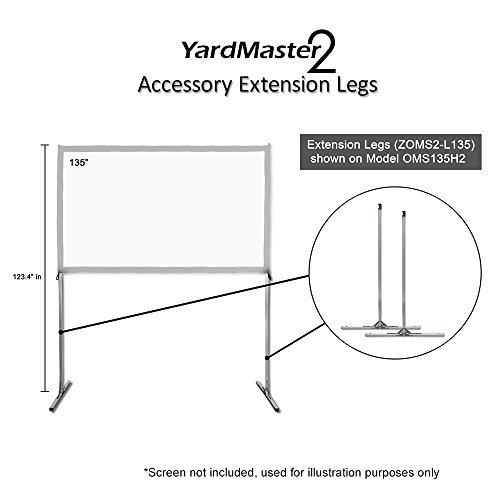 YardMaster2
Accessory Extension Legs
135"
Extension Legs (ZOMS2-L135)
shown on Model OMS135H2
123.4" in
*Screen not included, used for illustration purposes only